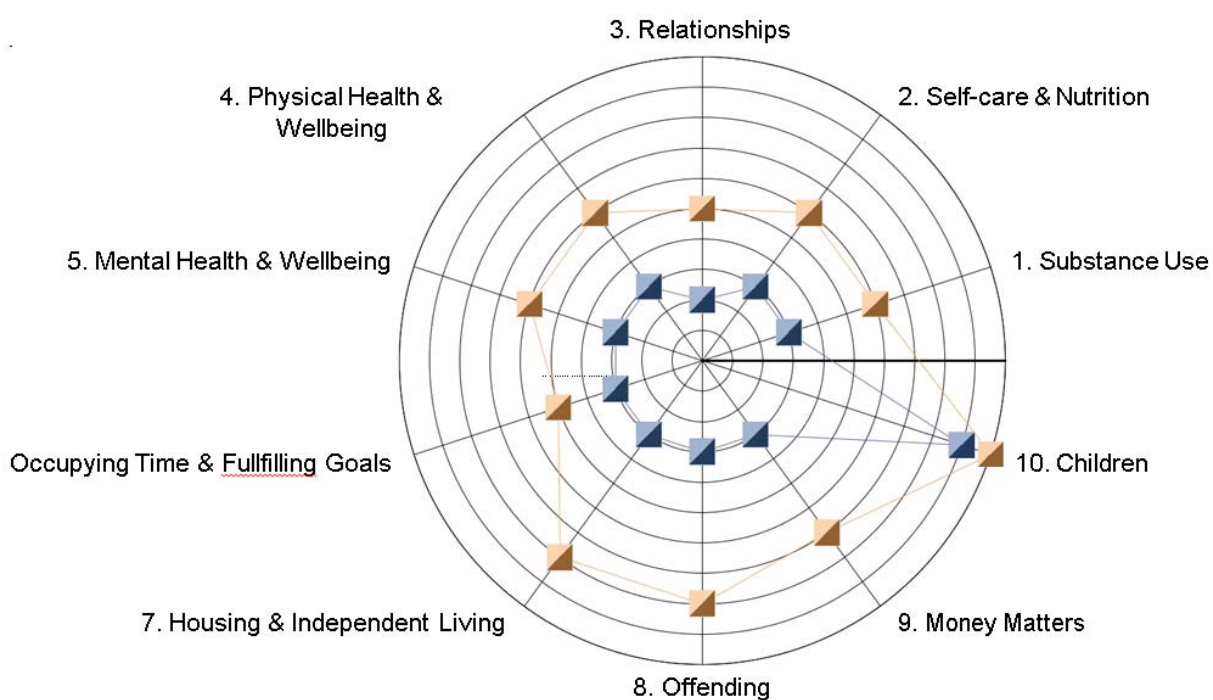 3. Relationships
4. Physical Health &
Wellbeing
2. Self-care & Nutrition
5. Mental Health & Wellbeing
1. Substance Use
Occupying Time & Fullfilling Goals
10. Children
7. Housing & Independent Living
9. Money Matters
8. Offending